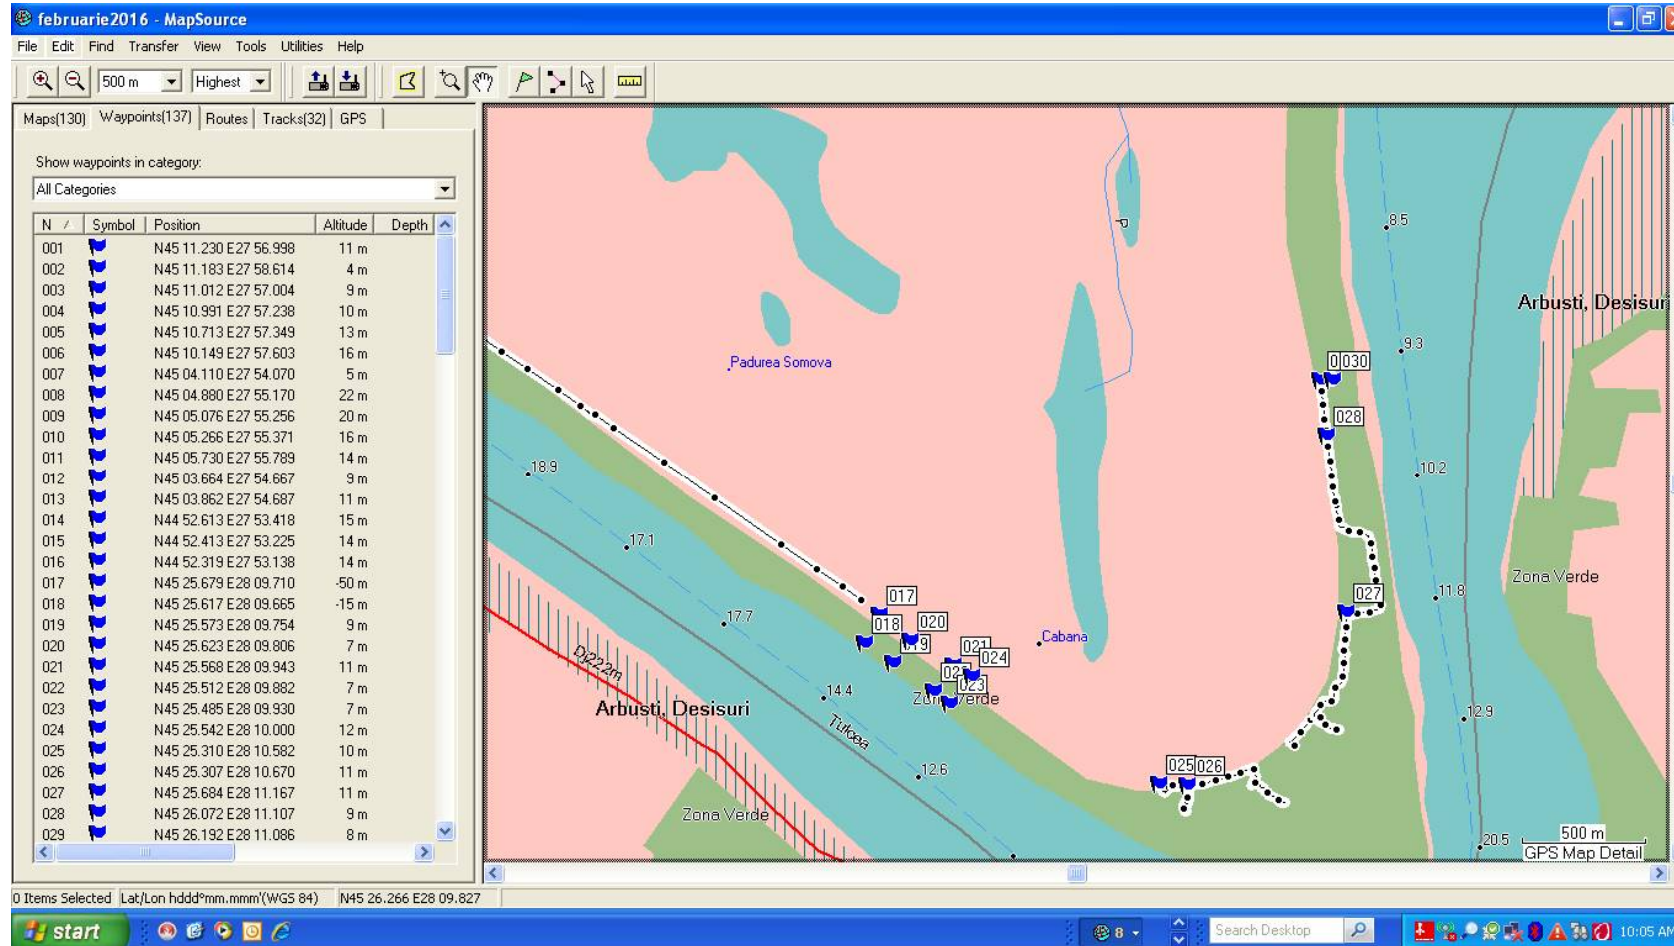 februarie2016 - MapSource
File Edit Find Transfer View Tools Utilities Help
500 m Highest
Maps(130) Waypoints(137) Routes Tracks(32) GPS
Show waypoints in category:
All Categories
N Symbol Position Altitude Depth
001 N45 11.230 E27 56.998 11 m
002 N45 11.183 E27 58.614 4 m
003 N45 11.012 E27 57.004 9 m
004 N45 10.991 E27 57.238 10 m
005 N45 10.713 E27 57.349 13 m
006 N45 10.149 E27 57.603 16 m
007 N45 04.110 E27 54.070 5 m
008 N45 04.880 E27 55.170 22 m
009 N45 05.076 E27 55.256 20 m
010 N45 05.266 E27 55.371 16 m
011 N45 05.730 E27 55.789 14 m
012 N45 03.664 E27 54.667 9 m
013 N45 03.862 E27 54.687 11 m
014 N44 52.613 E27 53.418 15 m
015 N44 52.413 E27 53.225 14 m
016 N44 52.319 E27 53.138 14 m
017 N45 25.679 E28 09.710 -50 m
018 N45 25.617 E28 09.665 -15 m
019 N45 25.573 E28 09.754 9 m
020 N45 25.623 E28 09.806 7 m
021 N45 25.568 E28 09.943 11 m
022 N45 25.512 E28 09.882 7 m
023 N45 25.485 E28 09.930 7 m
024 N45 25.542 E28 10.000 12 m
025 N45 25.310 E28 10.582 10 m
026 N45 25.307 E28 10.670 11 m
027 N45 25.684 E28 11.167 11 m
028 N45 26.072 E28 11.107 9 m
029 N45 26.192 E28 11.086 8 m
P
8.5
Arbusti, Desisuri
9.3
Padurea Somova
030
028
18.9
10.2
17.1
Zona Verde
017
027
11.8
17.7
018
020
Cabana
021
024
Dj222m
023
14.4
Zona Verde
Arbusti, Desisuri
12.9
Tulcea
025
026
12.6
Zona Verde
20.5
500 m
GPS Map Detail
0 Items Selected Lat/Lon hddd°mm.mmm'(WGS 84) N45 26.266 E28 09.827
start 8 Search Desktop 10:05 AM